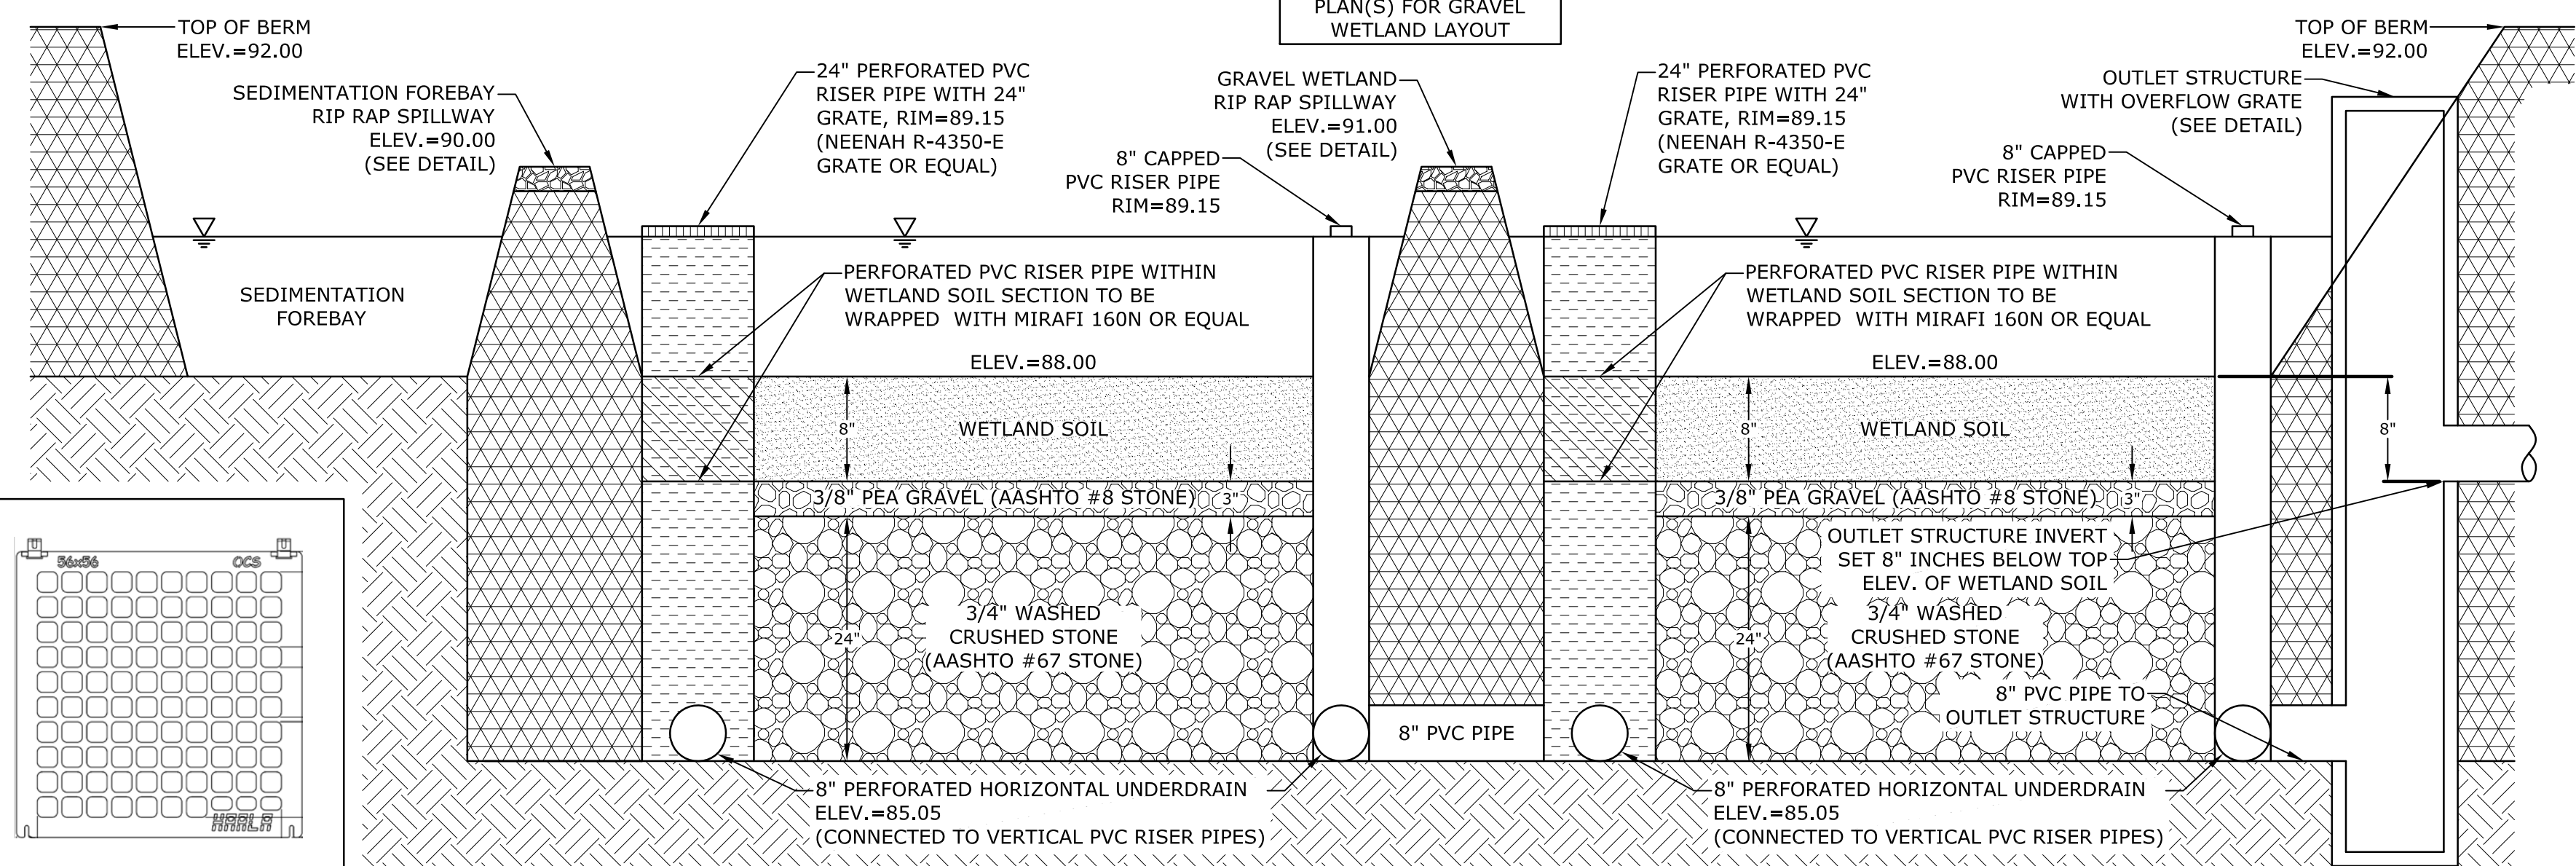 PLAN(S) FOR GRAVEL
WETLAND LAYOUT
TOP OF BERM
ELEV.=92.00
SEDIMENTATION FOREBAY
RIP RAP SPILLWAY
ELEV.=90.00
(SEE DETAIL)
24" PERFORATED PVC
RISER PIPE WITH 24"
GRATE, RIM=89.15
(NEENAH R-4350-E
GRATE OR EQUAL)
GRAVEL WETLAND
RIP RAP SPILLWAY
ELEV.=91.00
(SEE DETAIL)
8" CAPPED
PVC RISER PIPE
RIM=89.15
24" PERFORATED PVC
RISER PIPE WITH 24"
GRATE, RIM=89.15
(NEENAH R-4350-E
GRATE OR EQUAL)
TOP OF BERM
ELEV.=92.00
OUTLET STRUCTURE
WITH OVERFLOW GRATE
(SEE DETAIL)
8" CAPPED
PVC RISER PIPE
RIM=89.15
SEDIMENTATION
FOREBAY
PERFORATED PVC RISER PIPE WITHIN
WETLAND SOIL SECTION TO BE
WRAPPED WITH MIRAFI 160N OR EQUAL
ELEV.=88.00
PERFORATED PVC RISER PIPE WITHIN
WETLAND SOIL SECTION TO BE
WRAPPED WITH MIRAFI 160N OR EQUAL
ELEV.=88.00
8"
WETLAND SOIL
8"
WETLAND SOIL
8"
3/8" PEA GRAVEL (AASHTO #8 STONE)
3"
3/8" PEA GRAVEL (AASHTO #8 STONE)
3"
OUTLET STRUCTURE INVERT
SET 8" INCHES BELOW TOP
ELEV. OF WETLAND SOIL
24"
3/4" WASHED
CRUSHED STONE
(AASHTO #67 STONE)
24"
3/4" WASHED
CRUSHED STONE
(AASHTO #67 STONE)
8" PVC PIPE TO
OUTLET STRUCTURE
8" PVC PIPE
8" PERFORATED HORIZONTAL UNDERDRAIN
ELEV.=85.05
(CONNECTED TO VERTICAL PVC RISER PIPES)
8" PERFORATED HORIZONTAL UNDERDRAIN
ELEV.=85.05
(CONNECTED TO VERTICAL PVC RISER PIPES)
56x56
OCS